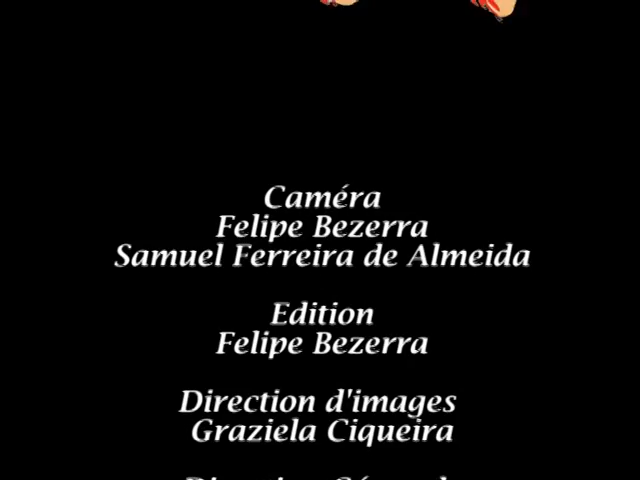 Caméra
Felipe Bezerra
Samuel Ferreira de Almeida
Edition
Felipe Bezerra
Direction d'images
Graziela Ciqueira